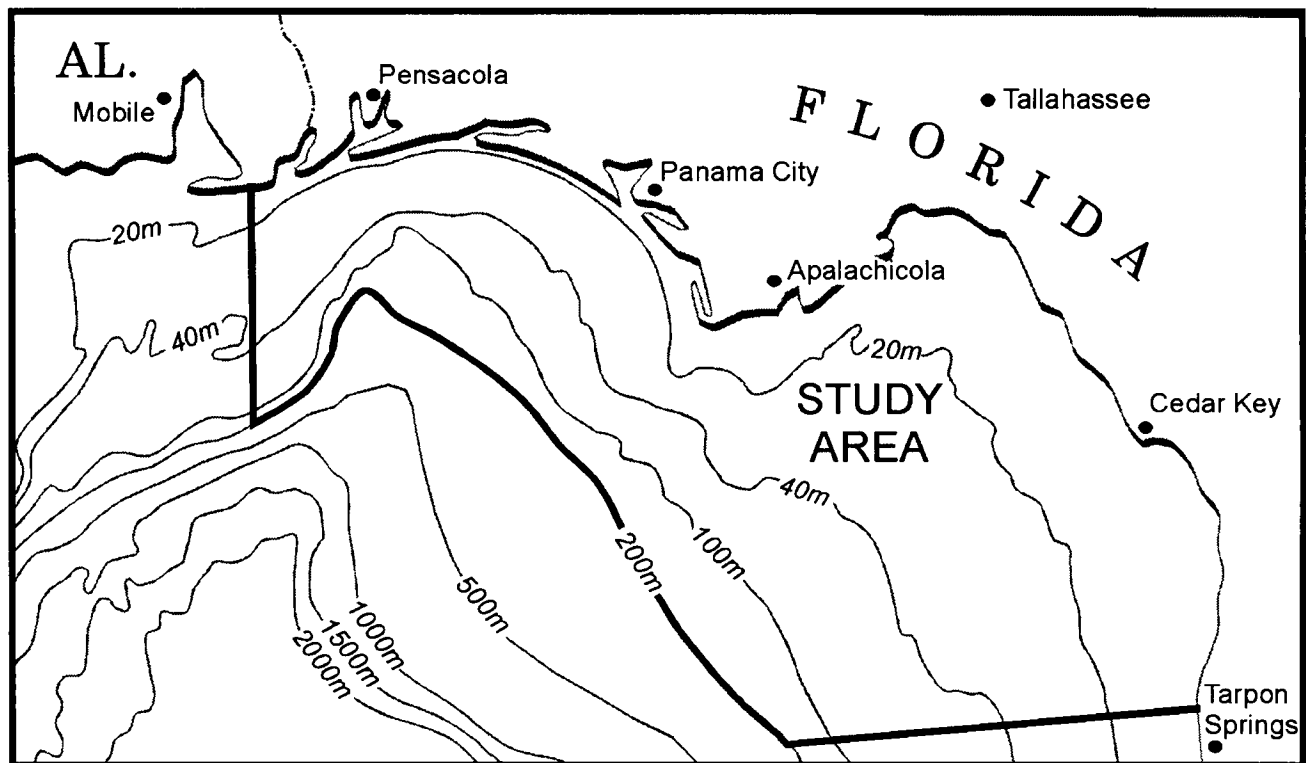 AL.
Mobile
Pensacola
FLORIDA
Tallahassee
Panama City
Apalachicola
20m
40m
20m
STUDY
AREA
Cedar Key
40m
100m
200m
500m
1000m
1500m
2000m
Tarpon
Springs